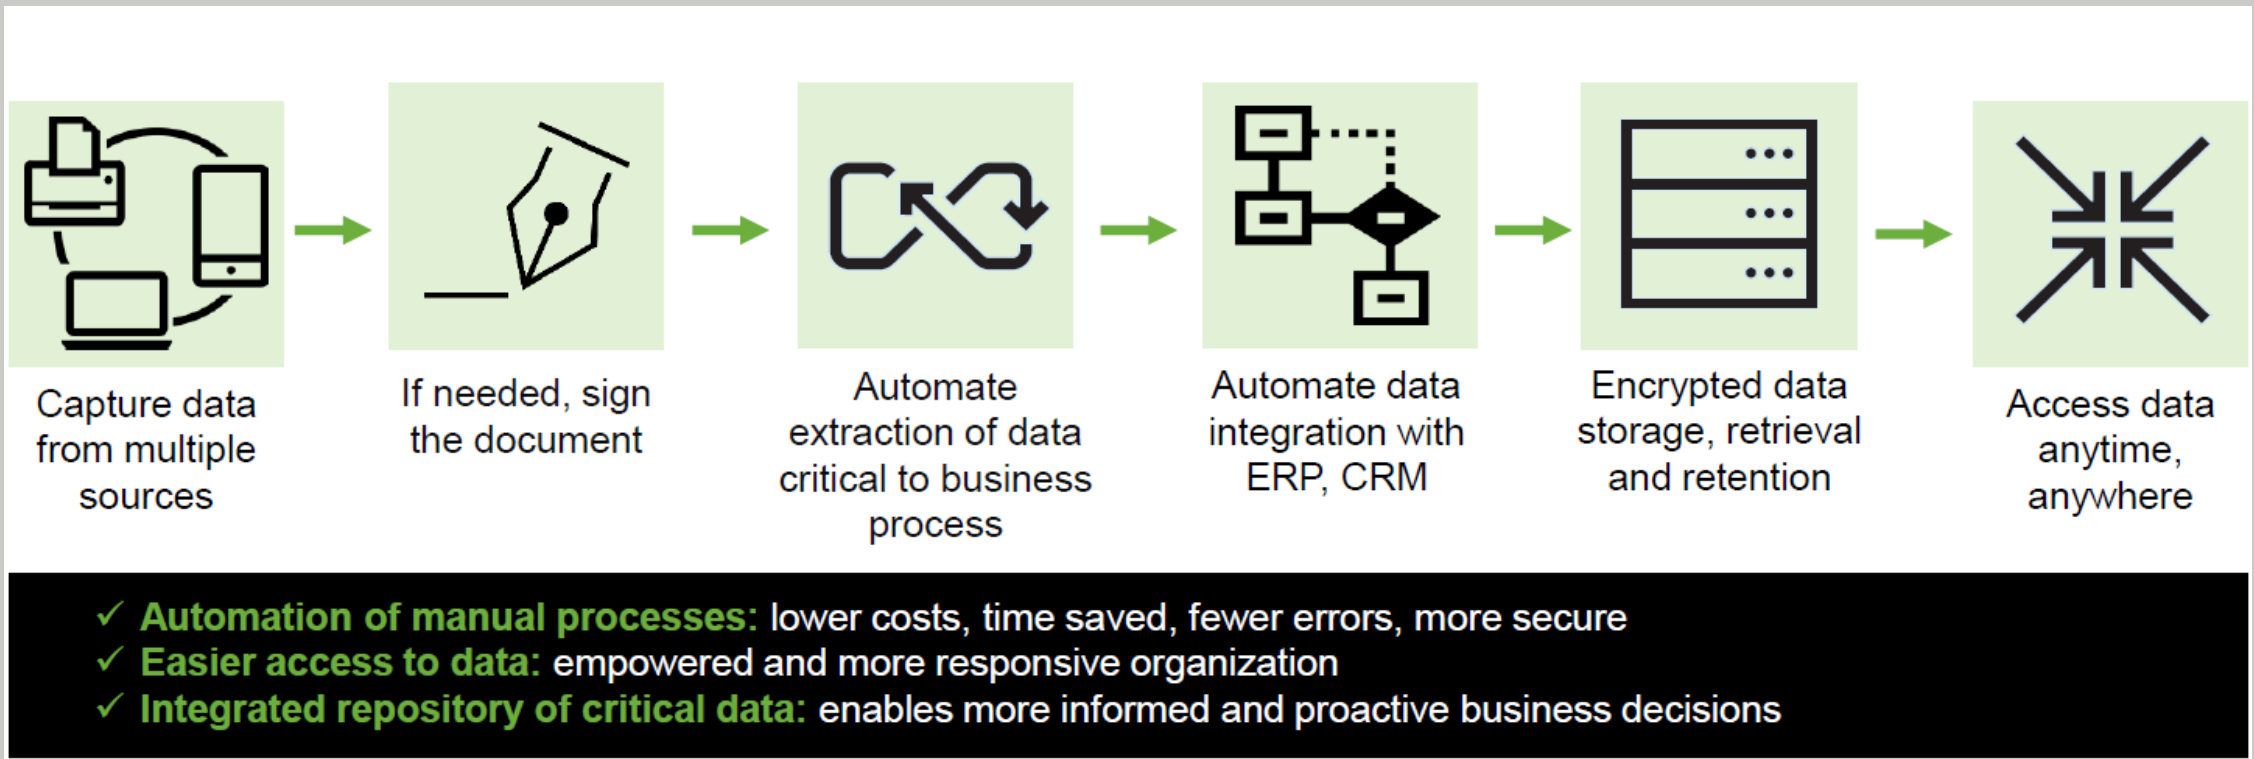 Capture data
from multiple
sources
If needed, sign
the document
Automate
extraction of data
critical to business
process
Automate data
integration with
ERP, CRM
Encrypted data
storage, retrieval
and retention
Access data
anytime,
anywhere
✓ Automation of manual processes: lower costs, time saved, fewer errors, more secure
✓ Easier access to data: empowered and more responsive organization
✓ Integrated repository of critical data: enables more informed and proactive business decisions